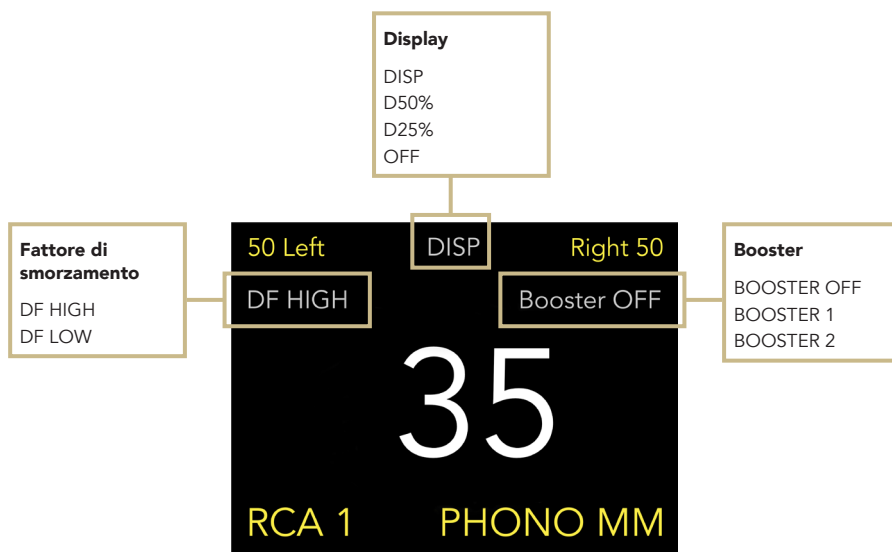 Display
DISP
D50%
D25%
OFF
Fattore di
smorzamento
DF HIGH
DF LOW
50 Left DISP Right 50
DF HIGH Booster OFF
35
RCA 1 PHONO MM
Booster
BOOSTER OFF
BOOSTER 1
BOOSTER 2